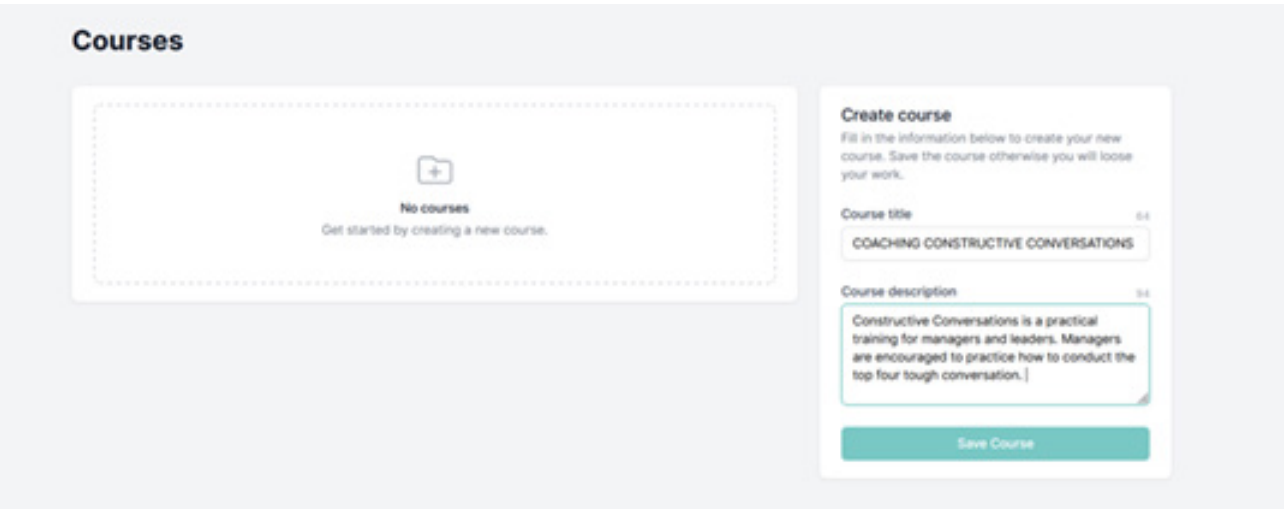 Courses
No courses
Get started by creating a new course.
Create course
Fill in the information below to create your new
course. Save the course otherwise you will loose
your work.
Course title
64
COACHING CONSTRUCTIVE CONVERSATIONS
Course description
94
Constructive Conversations is a practical
training for managers and leaders. Managers
are encouraged to practice how to conduct the
top four tough conversation.
Save Course